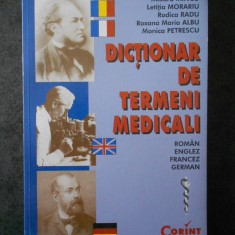 Letiția MORARIU
Rodica RADU
Roxana Maria ALBU
Monica PETRESCU
DICȚIONAR
DE
TERMENI
MEDICALI
ROMÂN
ENGLEZ
FRANCEZ
GERMAN
CORINT